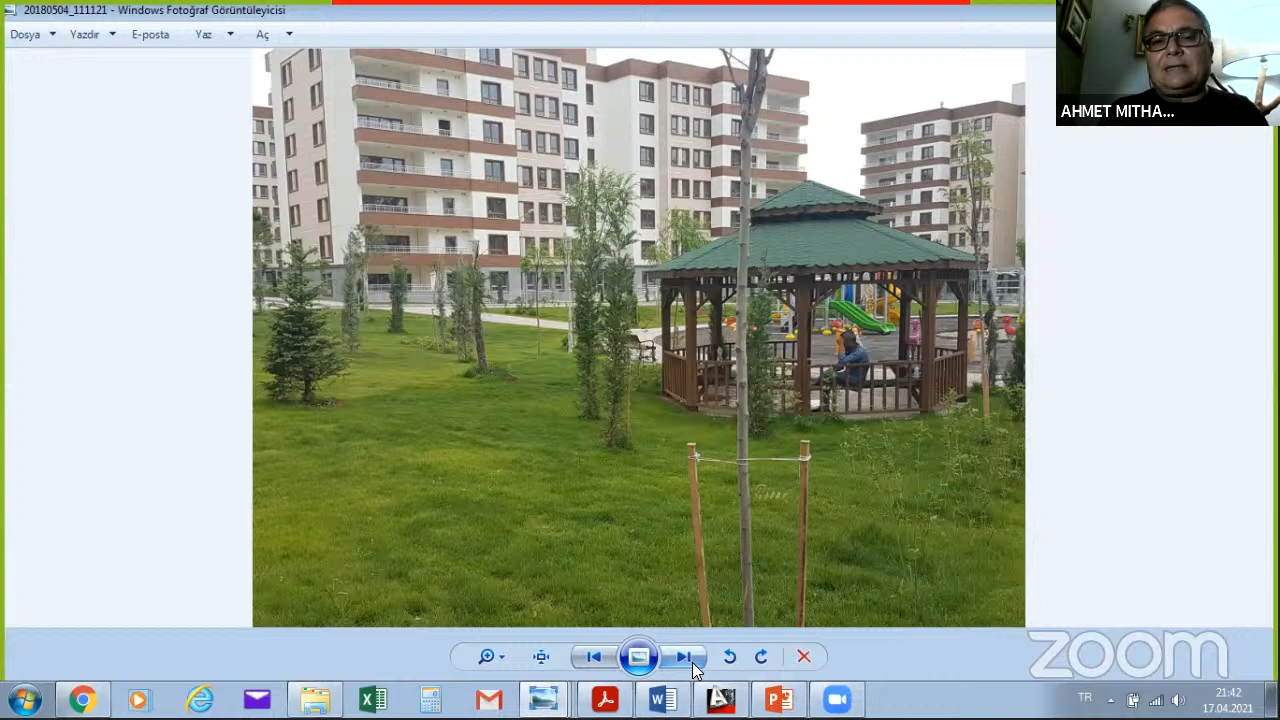 20180504_111121 - Windows Fotoğraf Görüntüleyicisi
Dosya Yazdır E-posta Yaz Aç
AHMET MITHA...
zoom
TR
21:42
17.04.2021